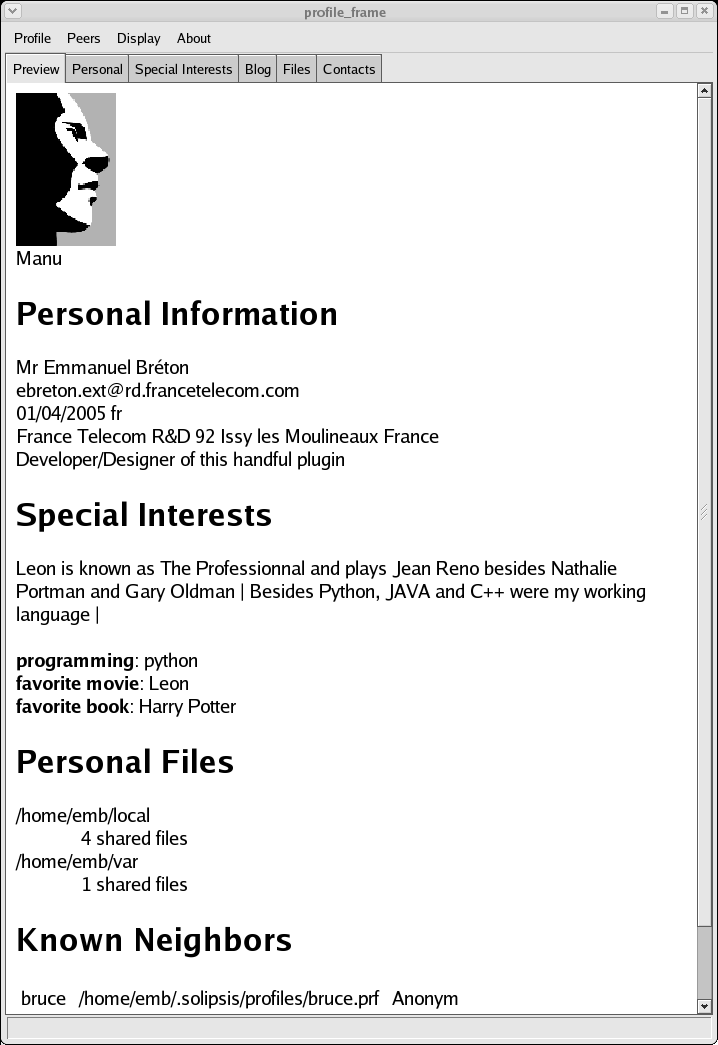 profile_frame
Profile Peers Display About
Preview Personal Special Interests Blog Files Contacts
Manu
Personal Information
Mr Emmanuel Bréton
ebreton.ext@rd.francetelecom.com
01/04/2005 fr
France Telecom R&D 92 Issy les Moulineaux France
Developer/Designer of this handful plugin
Special Interests
Leon is known as The Professionnal and plays Jean Reno besides Nathalie
Portman and Gary Oldman | Besides Python, JAVA and C++ were my working
language |
programming: python
favorite movie: Leon
favorite book: Harry Potter
Personal Files
/home/emb/local
4 shared files
/home/emb/var
1 shared files
Known Neighbors
bruce /home/emb/.solipsis/profiles/bruce.prf Anonym